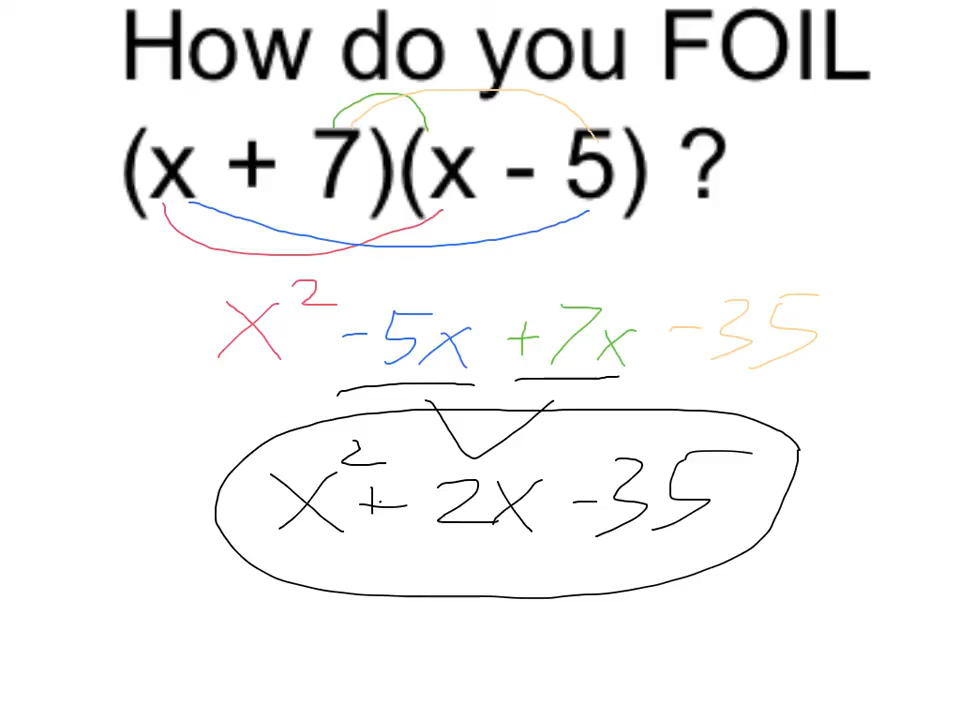 How do you FOIL
(x + 7)(x - 5) ?
x² -5x +7x -35
x² + 2x - 35